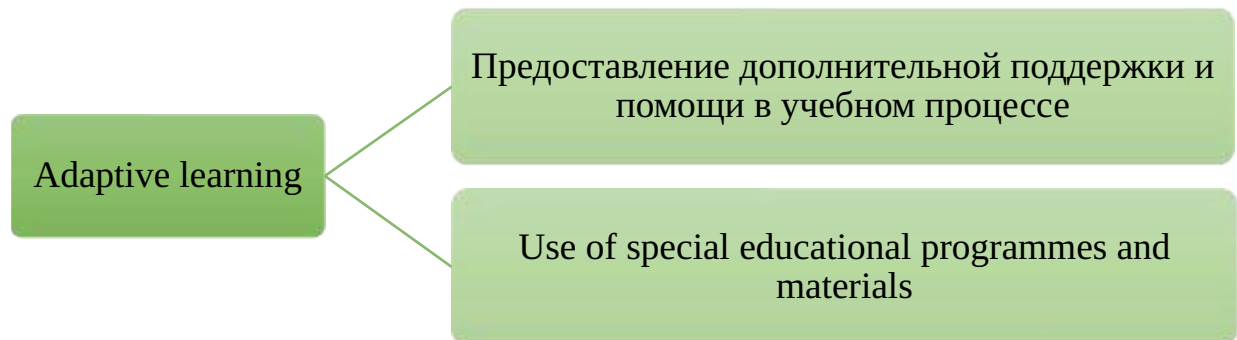 Adaptive learning
Предоставление дополнительной поддержки и
помощи в учебном процессе
Use of special educational programmes and
materials